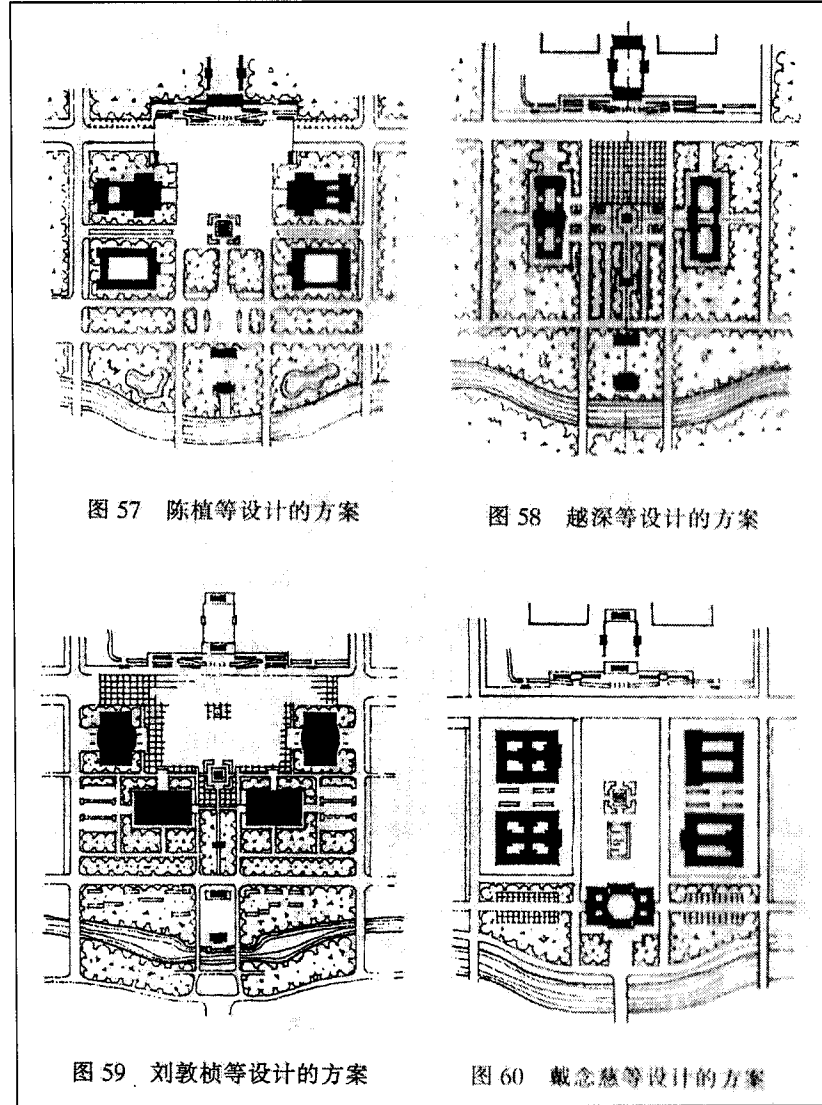 图 57 陈植等设计的方案
图 58 越深等设计的方案
图 59 刘敦桢等设计的方案
图 60 戴念慈等设计的方案